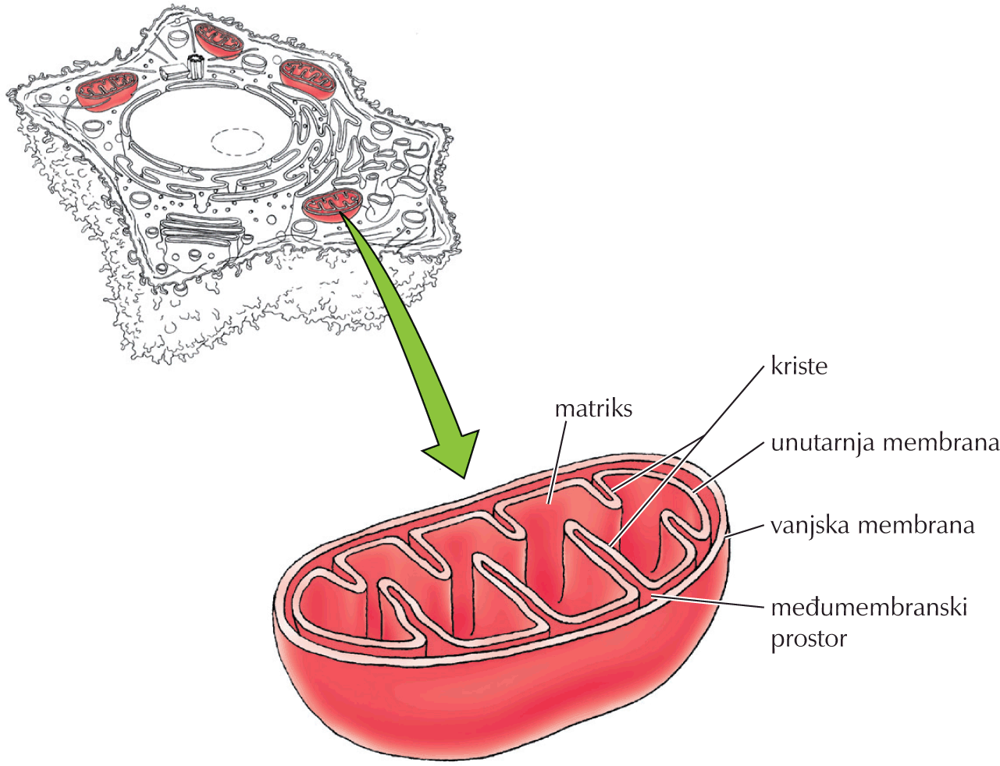 kriste
matriks
unutarnja membrana
vanjska membrana
međumembranski
prostor